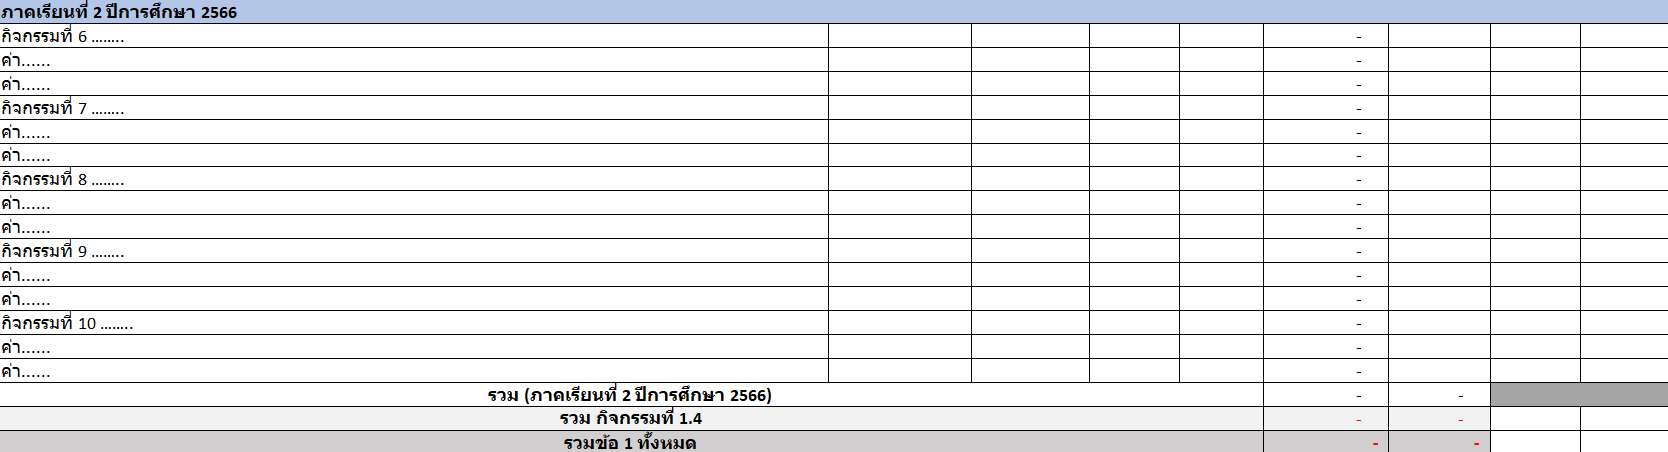 ภาคเรียนที่ 2 ปีการศึกษา 2566
กิจกรรมที่ 6 ........ -
ค่า...... -
ค่า...... -
กิจกรรมที่ 7 ........ -
ค่า...... -
ค่า...... -
กิจกรรมที่ 8 ........ -
ค่า...... -
ค่า...... -
กิจกรรมที่ 9 ........ -
ค่า...... -
ค่า...... -
กิจกรรมที่ 10 ........ -
ค่า...... -
ค่า...... -
รวม (ภาคเรียนที่ 2 ปีการศึกษา 2566) - -
รวม กิจกรรมที่ 1.4 - -
รวมข้อ 1 ทั้งหมด - -